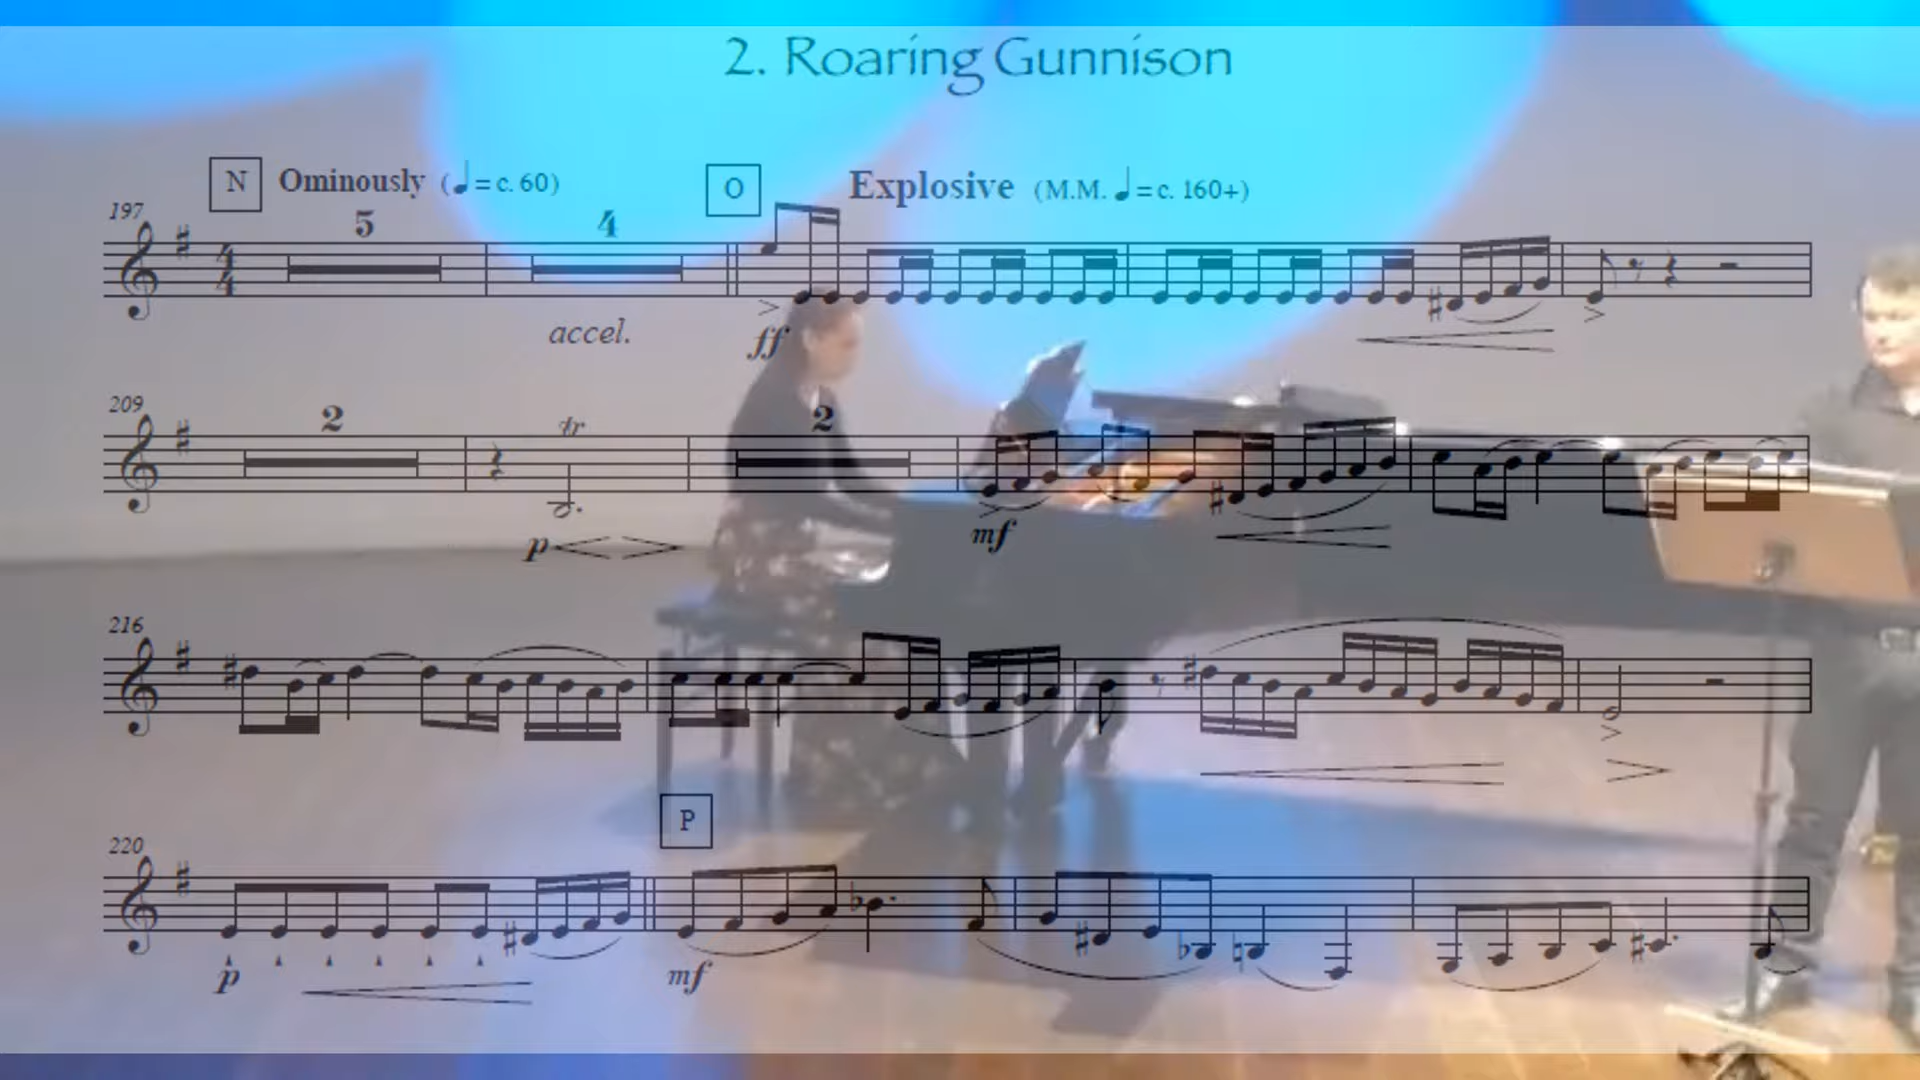 2. Roaring Gunnison
N Ominously (♩= c. 60) O Explosive (M.M. ♩= c. 160+)
197 5 4
accel. ff
209 2 tr 2
p mf
216
P
220
p mf